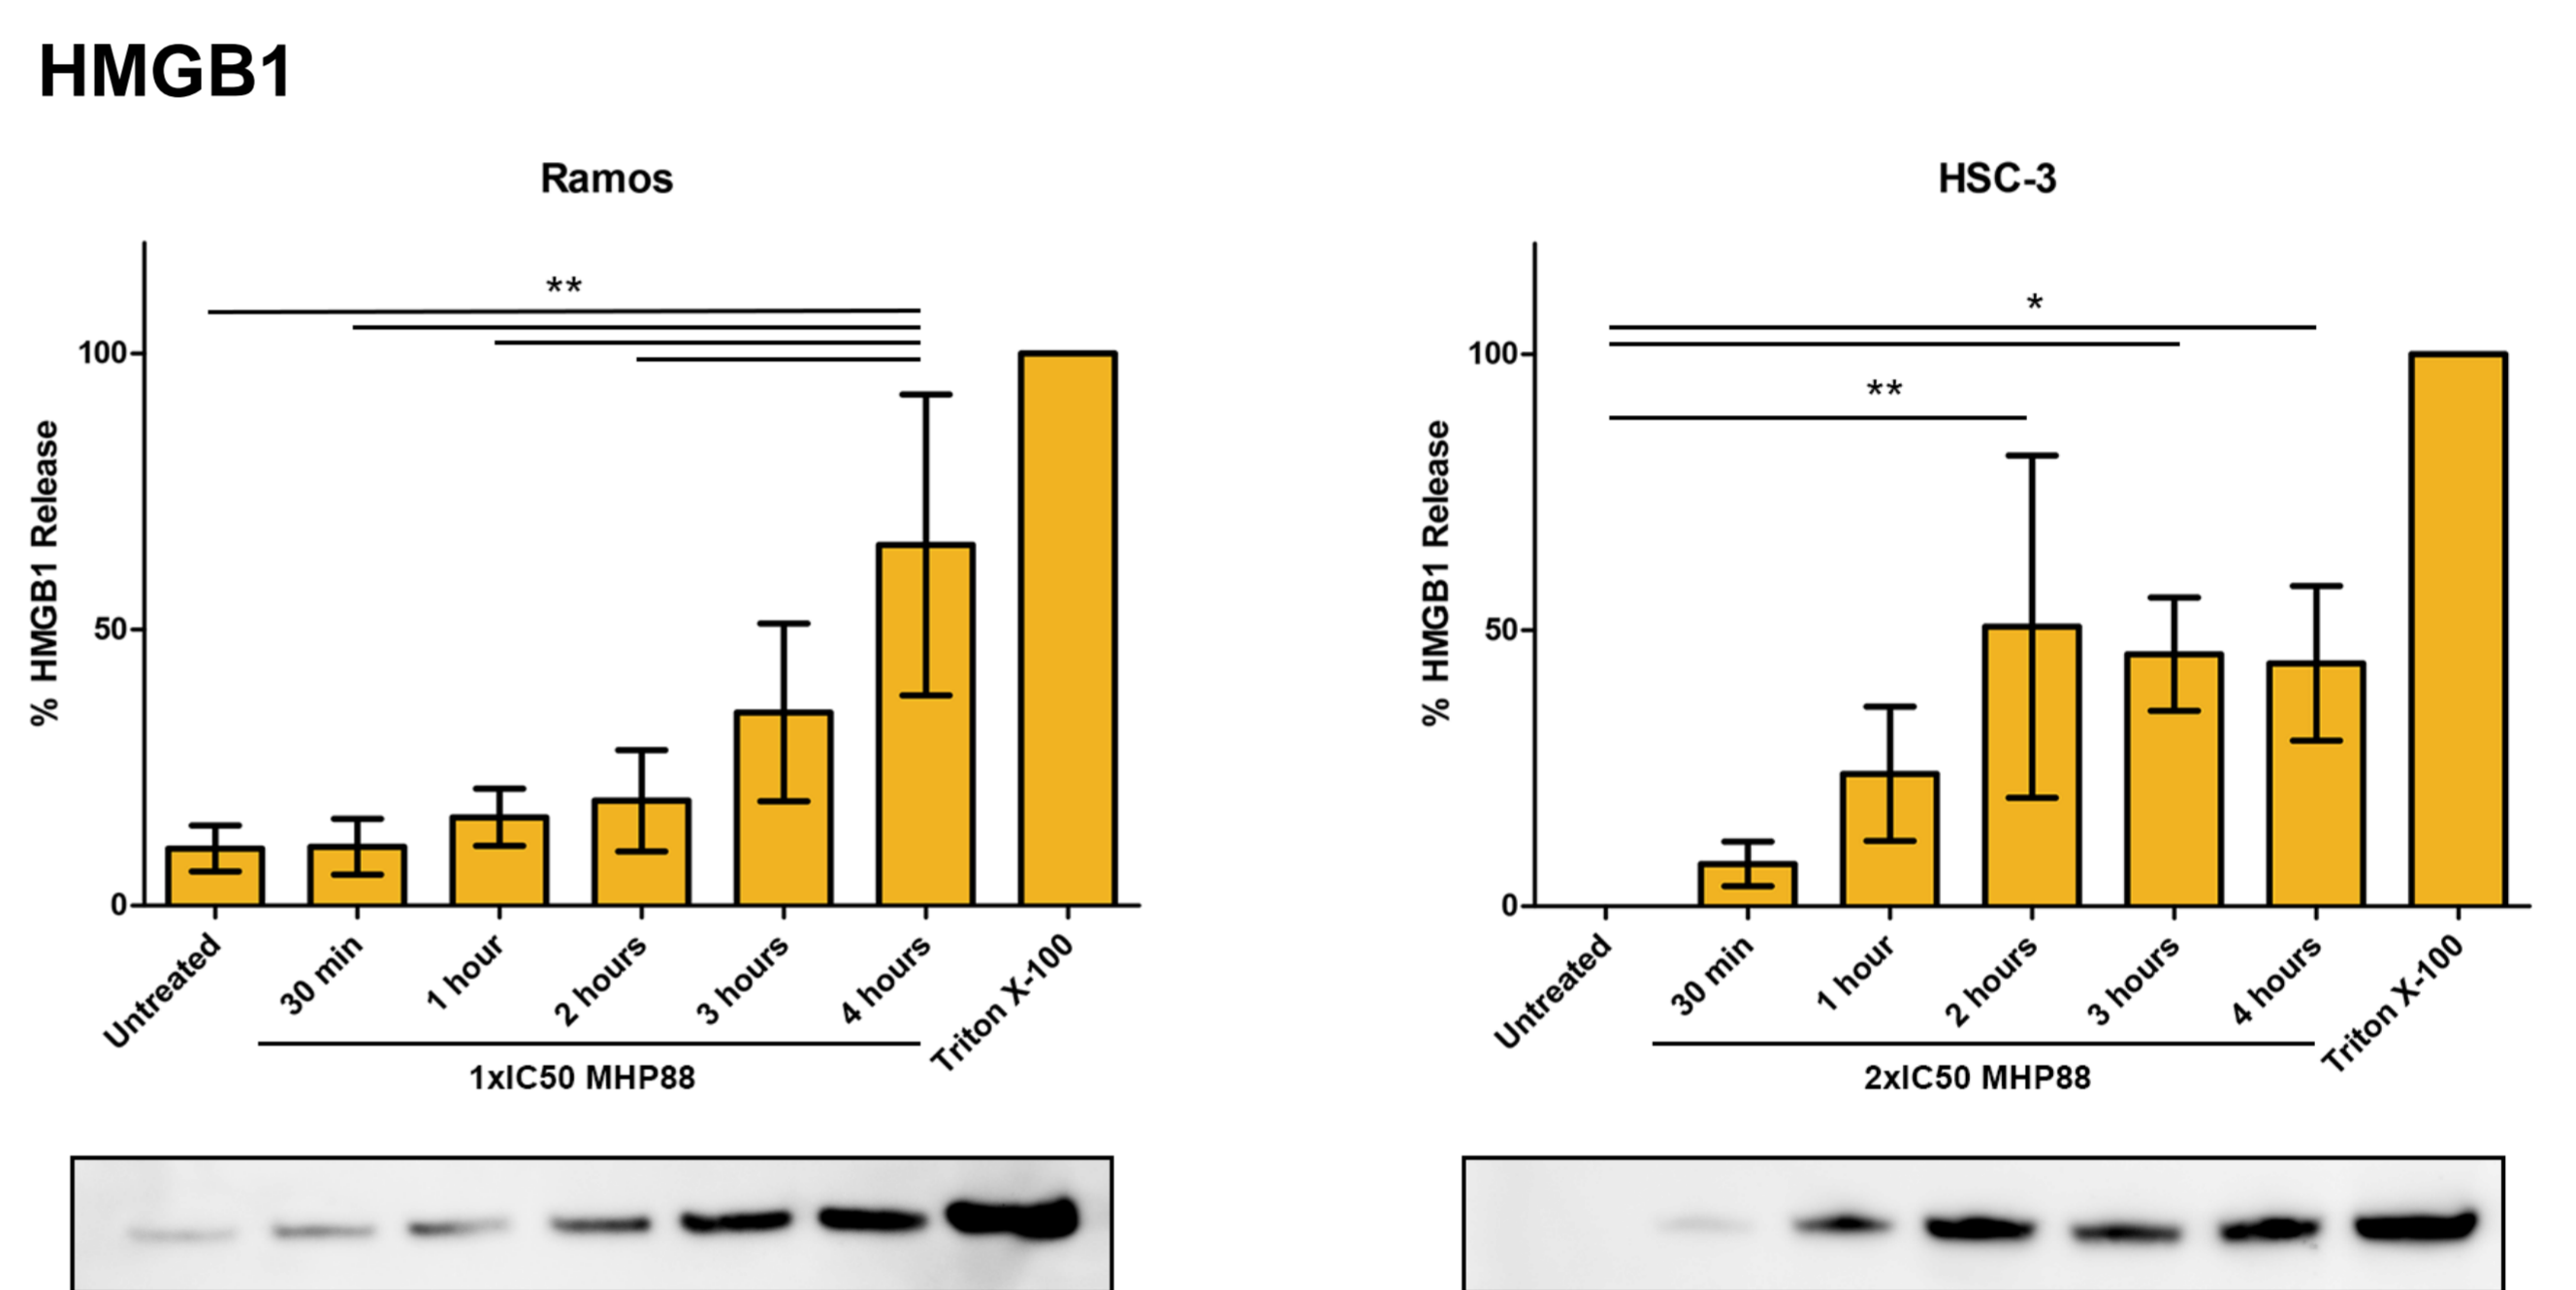 HMGB1
Ramos
**
100
50
0
% HMGB1 Release
Untreated
30 min
1 hour
2 hours
3 hours
4 hours
Triton X-100
1xIC50 MHP88
HSC-3
*
**
100
50
0
% HMGB1 Release
Untreated
30 min
1 hour
2 hours
3 hours
4 hours
Triton X-100
2xIC50 MHP88